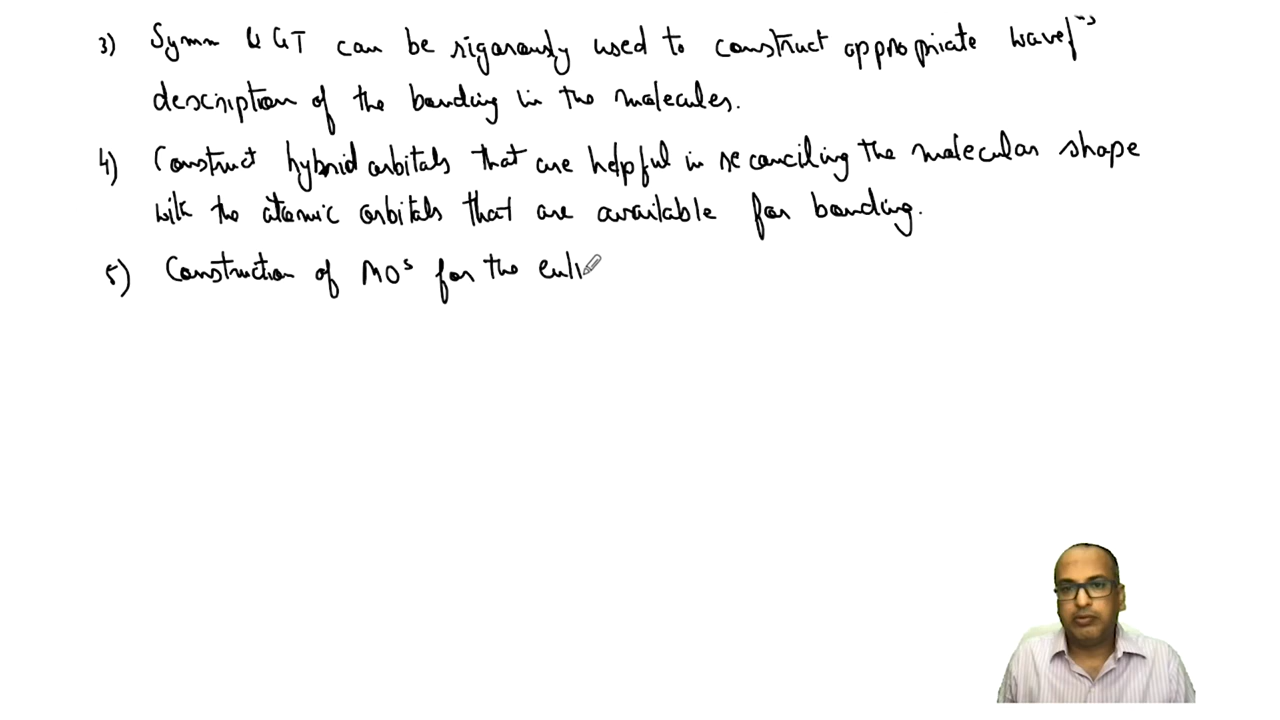 3) Symm & GT can be rigorously used to construct appropriate wavefⁿˢ
description of the bonding in the molecules.
4) Construct hybrid orbitals that are helpful in reconciling the molecular shape
with the atomic orbitals that are available for bonding.
5) Construction of MOˢ for the enti